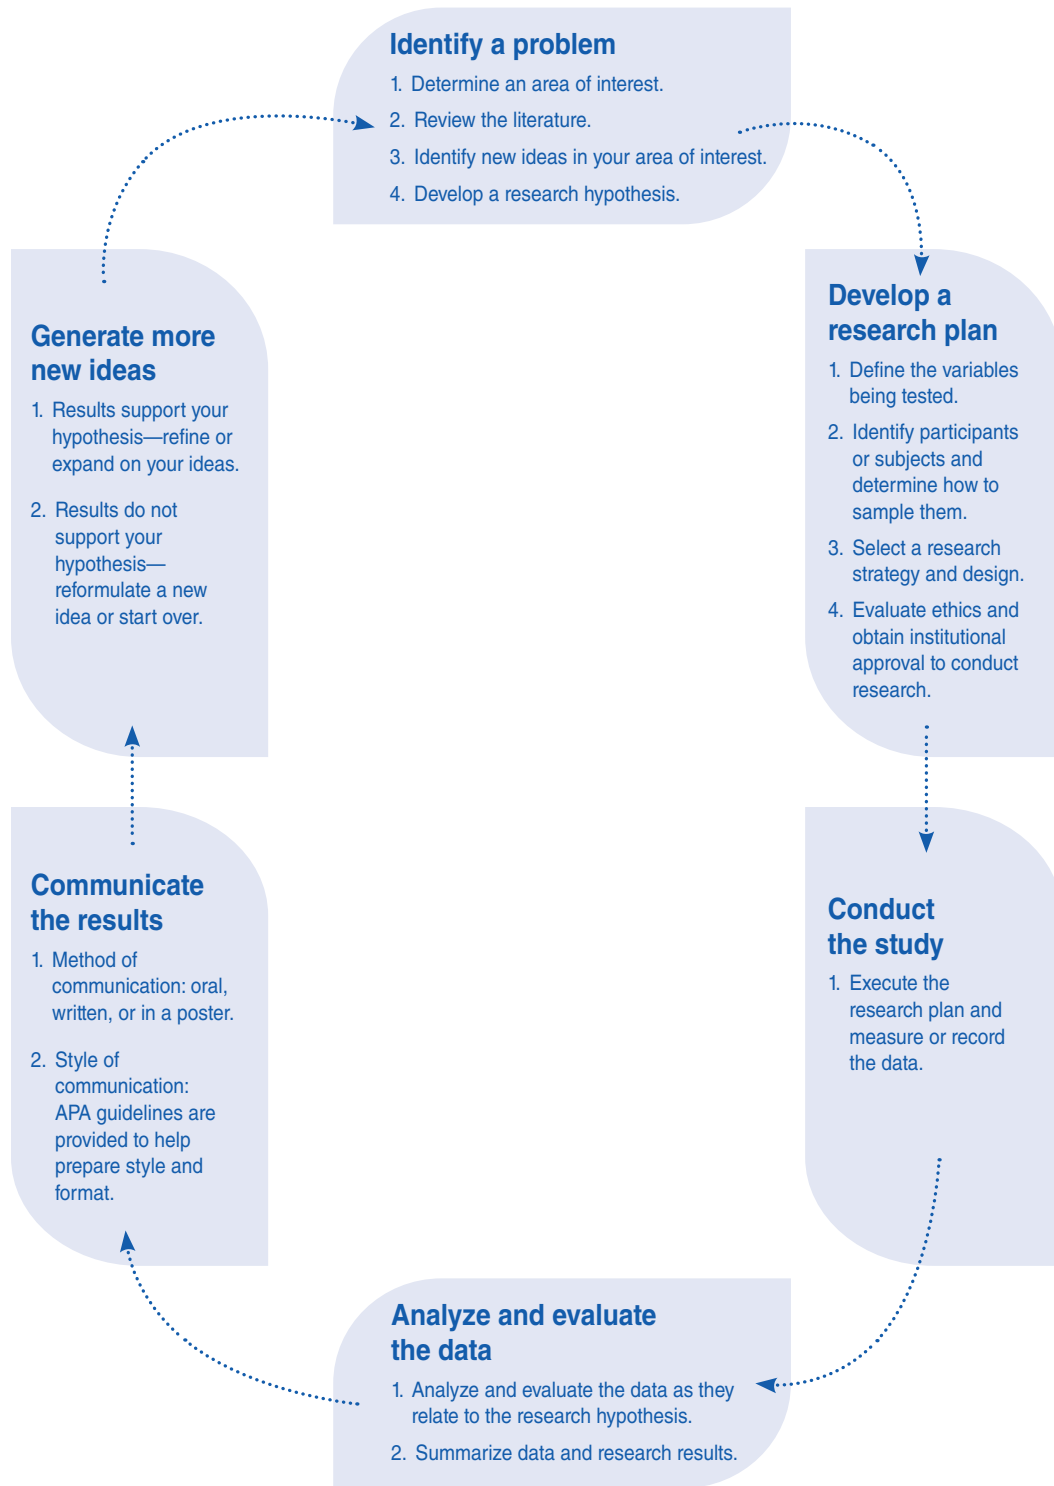 Identify a problem
1. Determine an area of interest.
2. Review the literature.
3. Identify new ideas in your area of interest.
4. Develop a research hypothesis.
Develop a
research plan
1. Define the variables
being tested.
2. Identify participants
or subjects and
determine how to
sample them.
3. Select a research
strategy and design.
4. Evaluate ethics and
obtain institutional
approval to conduct
research.
Conduct
the study
1. Execute the
research plan and
measure or record
the data.
Analyze and evaluate
the data
1. Analyze and evaluate the data as they
relate to the research hypothesis.
2. Summarize data and research results.
Communicate
the results
1. Method of
communication: oral,
written, or in a poster.
2. Style of
communication:
APA guidelines are
provided to help
prepare style and
format.
Generate more
new ideas
1. Results support your
hypothesis—refine or
expand on your ideas.
2. Results do not
support your
hypothesis—
reformulate a new
idea or start over.